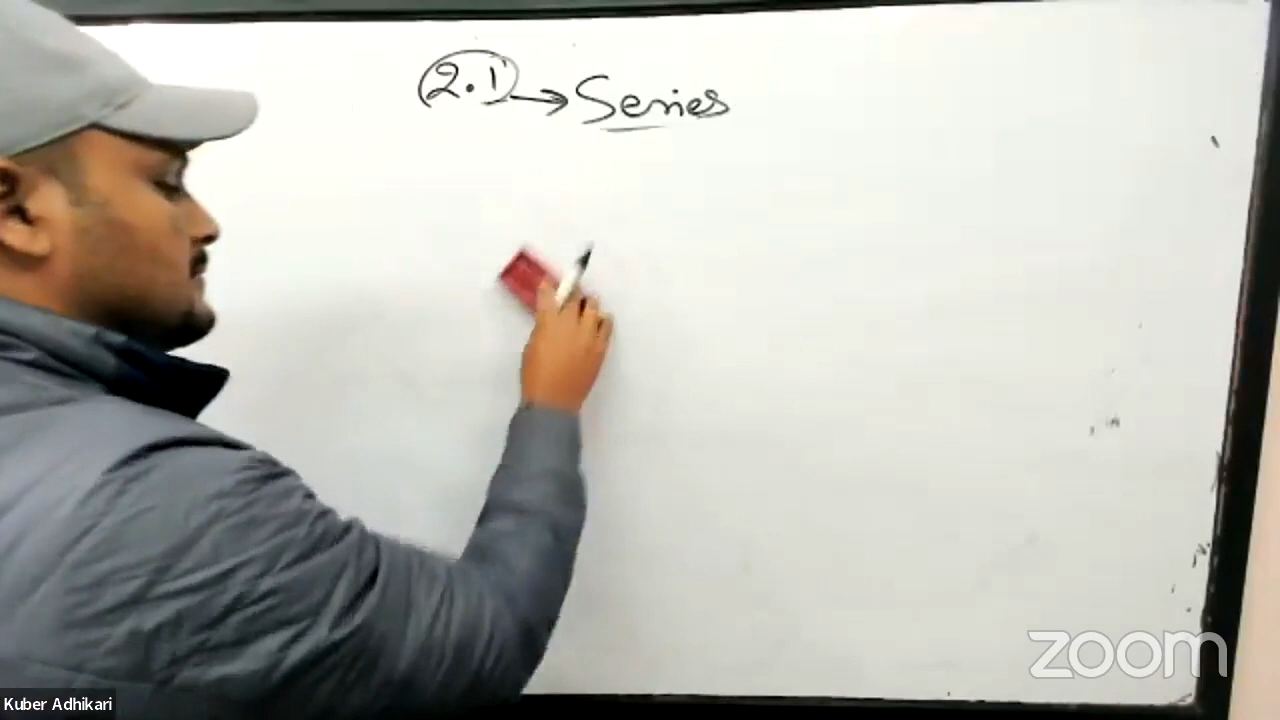 2.1 → Series
zoom
Kuber Adhikari